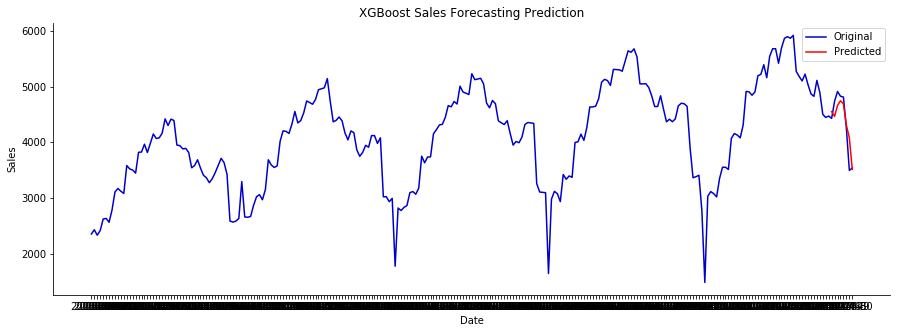 XGBoost Sales Forecasting Prediction
Original
Predicted
6000
5000
4000
3000
2000
Sales
Date